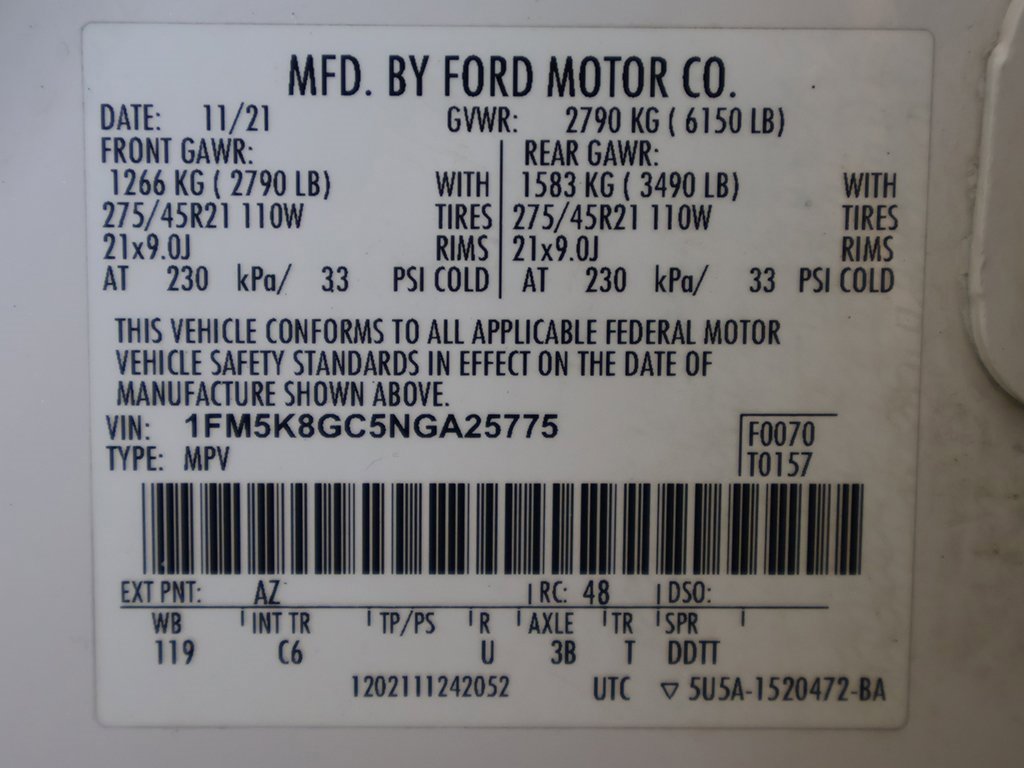 MFD. BY FORD MOTOR CO.
DATE: 11/21 GVWR: 2790 KG ( 6150 LB)
FRONT GAWR: REAR GAWR:
1266 KG ( 2790 LB) WITH 1583 KG ( 3490 LB) WITH
275/45R21 110W TIRES 275/45R21 110W TIRES
21x9.0J RIMS 21x9.0J RIMS
AT 230 kPa/ 33 PSI COLD AT 230 kPa/ 33 PSI COLD
THIS VEHICLE CONFORMS TO ALL APPLICABLE FEDERAL MOTOR
VEHICLE SAFETY STANDARDS IN EFFECT ON THE DATE OF
MANUFACTURE SHOWN ABOVE.
VIN: 1FM5K8GC5NGA25775 F0070
TYPE: MPV T0157
EXT PNT: AZ RC: 48 DSO:
WB INT TR TP/PS R AXLE TR SPR
119 C6 U 3B T DDTT
1202111242052 UTC ▽ 5U5A-1520472-BA